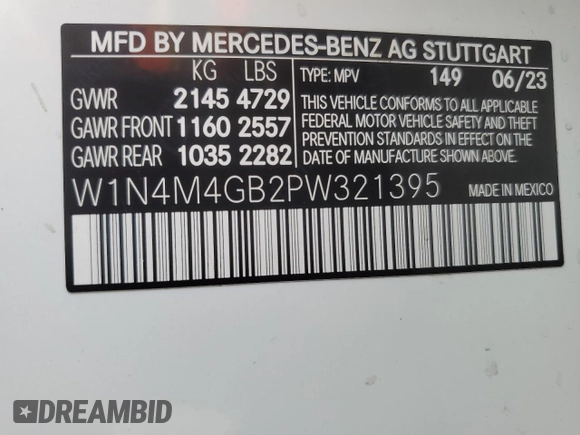 MFD BY MERCEDES-BENZ AG STUTTGART
KG LBS TYPE: MPV 149 06/23
GVWR 2145 4729
GAWR FRONT 1160 2557
GAWR REAR 1035 2282
THIS VEHICLE CONFORMS TO ALL APPLICABLE
FEDERAL MOTOR VEHICLE SAFETY AND THEFT
PREVENTION STANDARDS IN EFFECT ON THE
DATE OF MANUFACTURE SHOWN ABOVE.
W1N4M4GB2PW321395 MADE IN MEXICO
DREAMBID